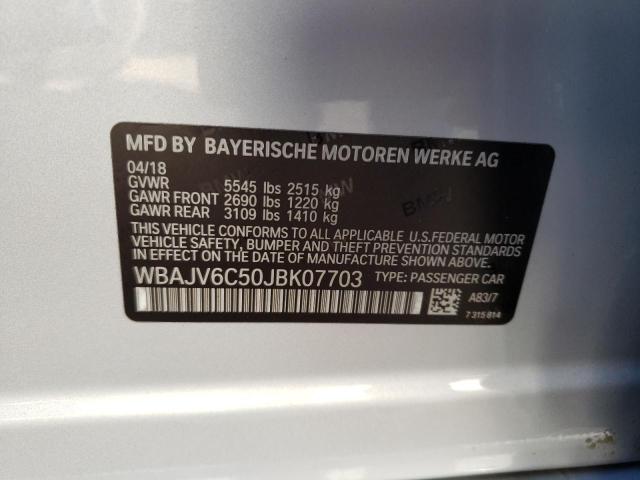 MFD BY BAYERISCHE MOTOREN WERKE AG
04/18
GVWR 5545 lbs 2515 kg
GAWR FRONT 2690 lbs 1220 kg
GAWR REAR 3109 lbs 1410 kg
THIS VEHICLE CONFORMS TO ALL APPLICABLE U.S.FEDERAL MOTOR
VEHICLE SAFETY, BUMPER AND THEFT PREVENTION STANDARDS
IN EFFECT ON THE DATE OF MANUFACTURE SHOWN ABOVE.
WBAJV6C50JBK07703 TYPE: PASSENGER CAR
A83/7
7 315 814